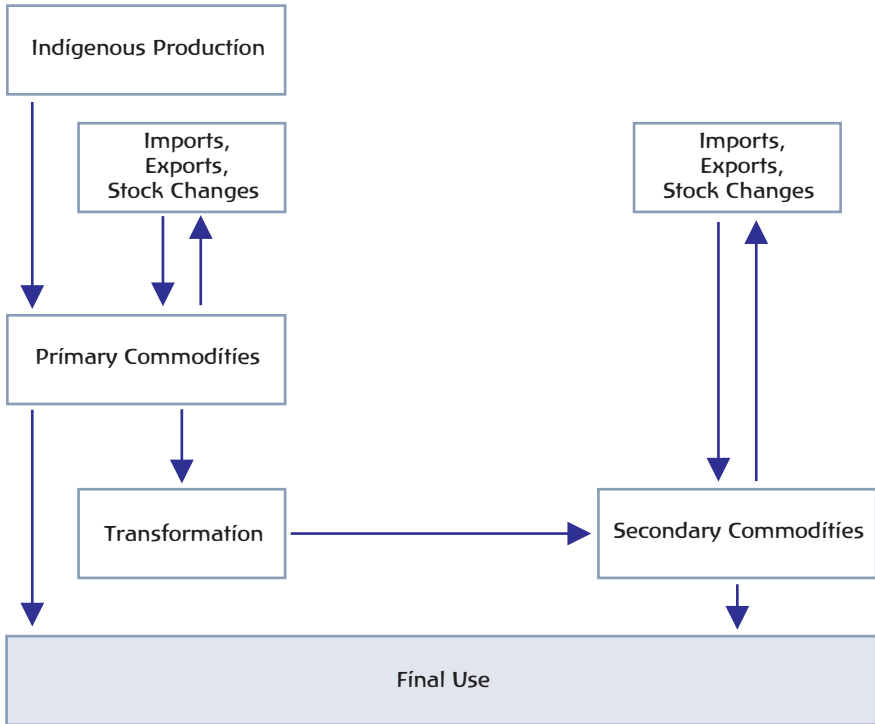 Indigenous Production
Imports,
Exports,
Stock Changes
Imports,
Exports,
Stock Changes
Primary Commodities
Transformation
Secondary Commodities
Final Use